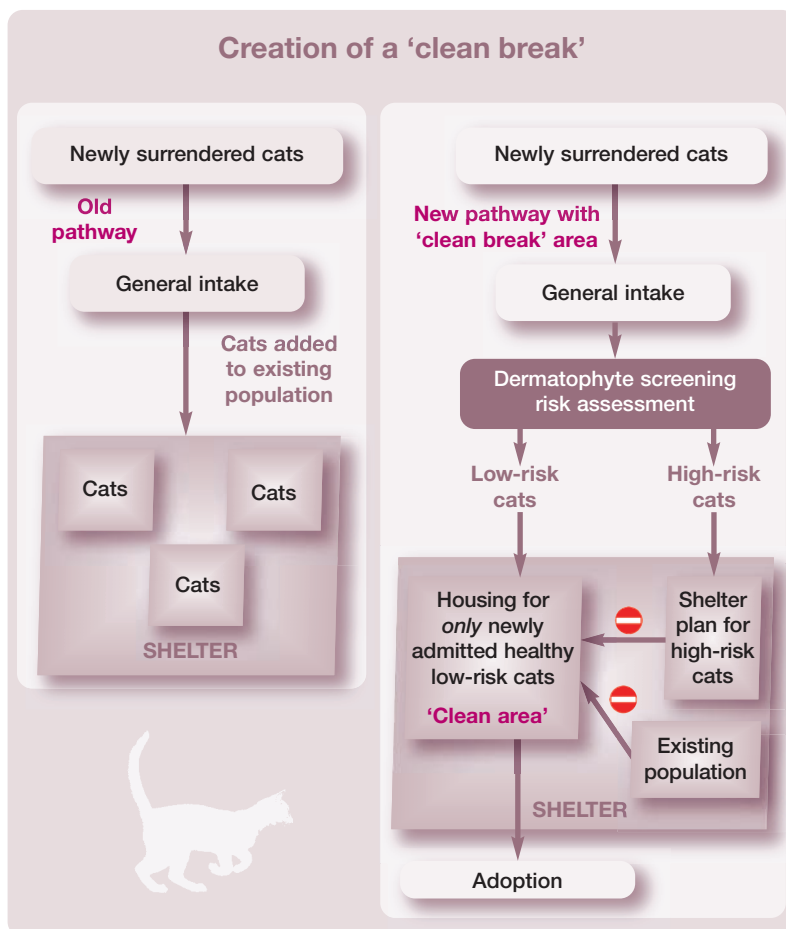 Creation of a ‘clean break’
Newly surrendered cats
Old
pathway
General intake
Cats added
to existing
population
Cats
Cats
Cats
SHELTER
Newly surrendered cats
New pathway with
‘clean break’ area
General intake
Dermatophyte screening
risk assessment
Low-risk
cats
High-risk
cats
Housing for
only newly
admitted healthy
low-risk cats
‘Clean area’
Shelter
plan for
high-risk
cats
Existing
population
SHELTER
Adoption